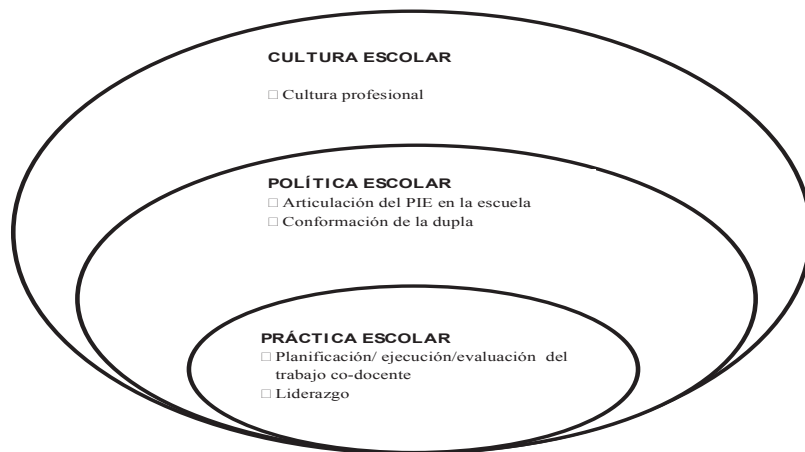 CULTURA ESCOLAR
□ Cultura profesional
POLÍTICA ESCOLAR
□ Articulación del PIE en la escuela
□ Conformación de la dupla
PRÁCTICA ESCOLAR
□ Planificación/ ejecución/evaluación del
trabajo co-docente
□ Liderazgo